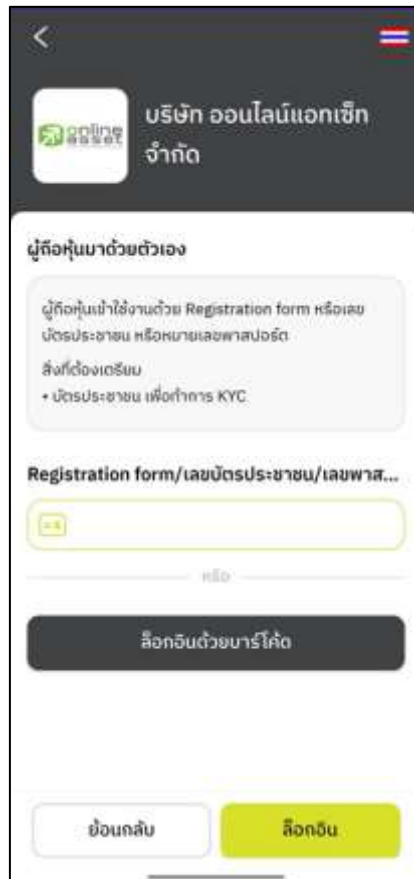 online
asset
บริษัท ออนไลน์แอทเซ็ท
จำกัด
ผู้ถือหุ้นมาด้วยตัวเอง
ผู้ถือหุ้นเข้าใช้งานด้วย Registration form หรือเลข
บัตรประชาชน หรือหมายเลขพาสปอร์ต
สิ่งที่ต้องเตรียม
• บัตรประชาชน เพื่อทำการ KYC
Registration form/เลขบัตรประชาชน/เลขพาส...
หรือ
ล็อกอินด้วยบาร์โค้ด
ย้อนกลับ
ล็อกอิน